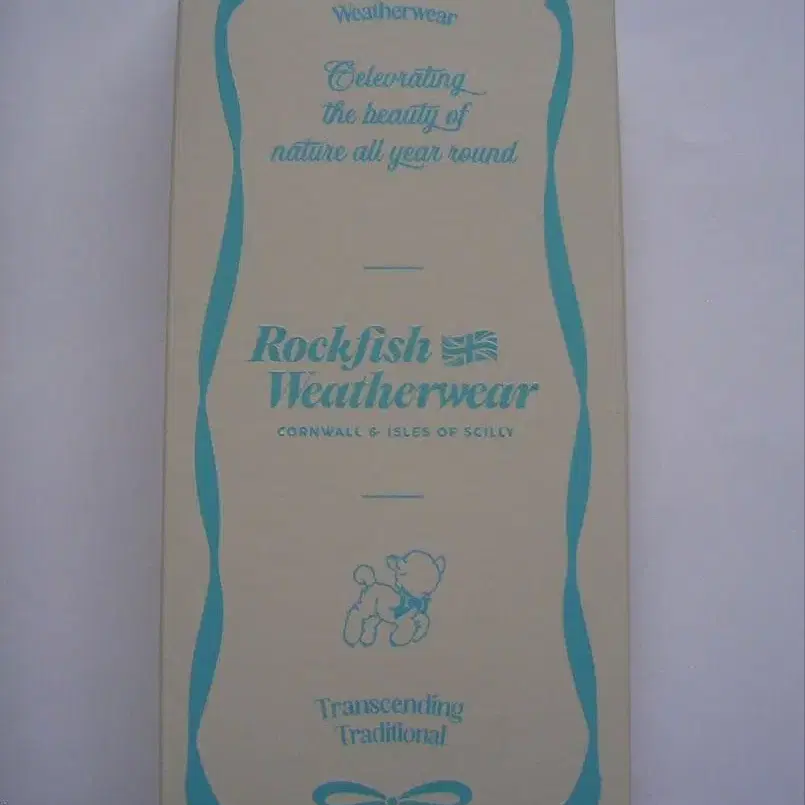 Weatherwear
Celebrating
the beauty of
nature all year round
Rockfish
Weatherwear
CORNWALL & ISLES OF SCILLY
Transcending
Traditional